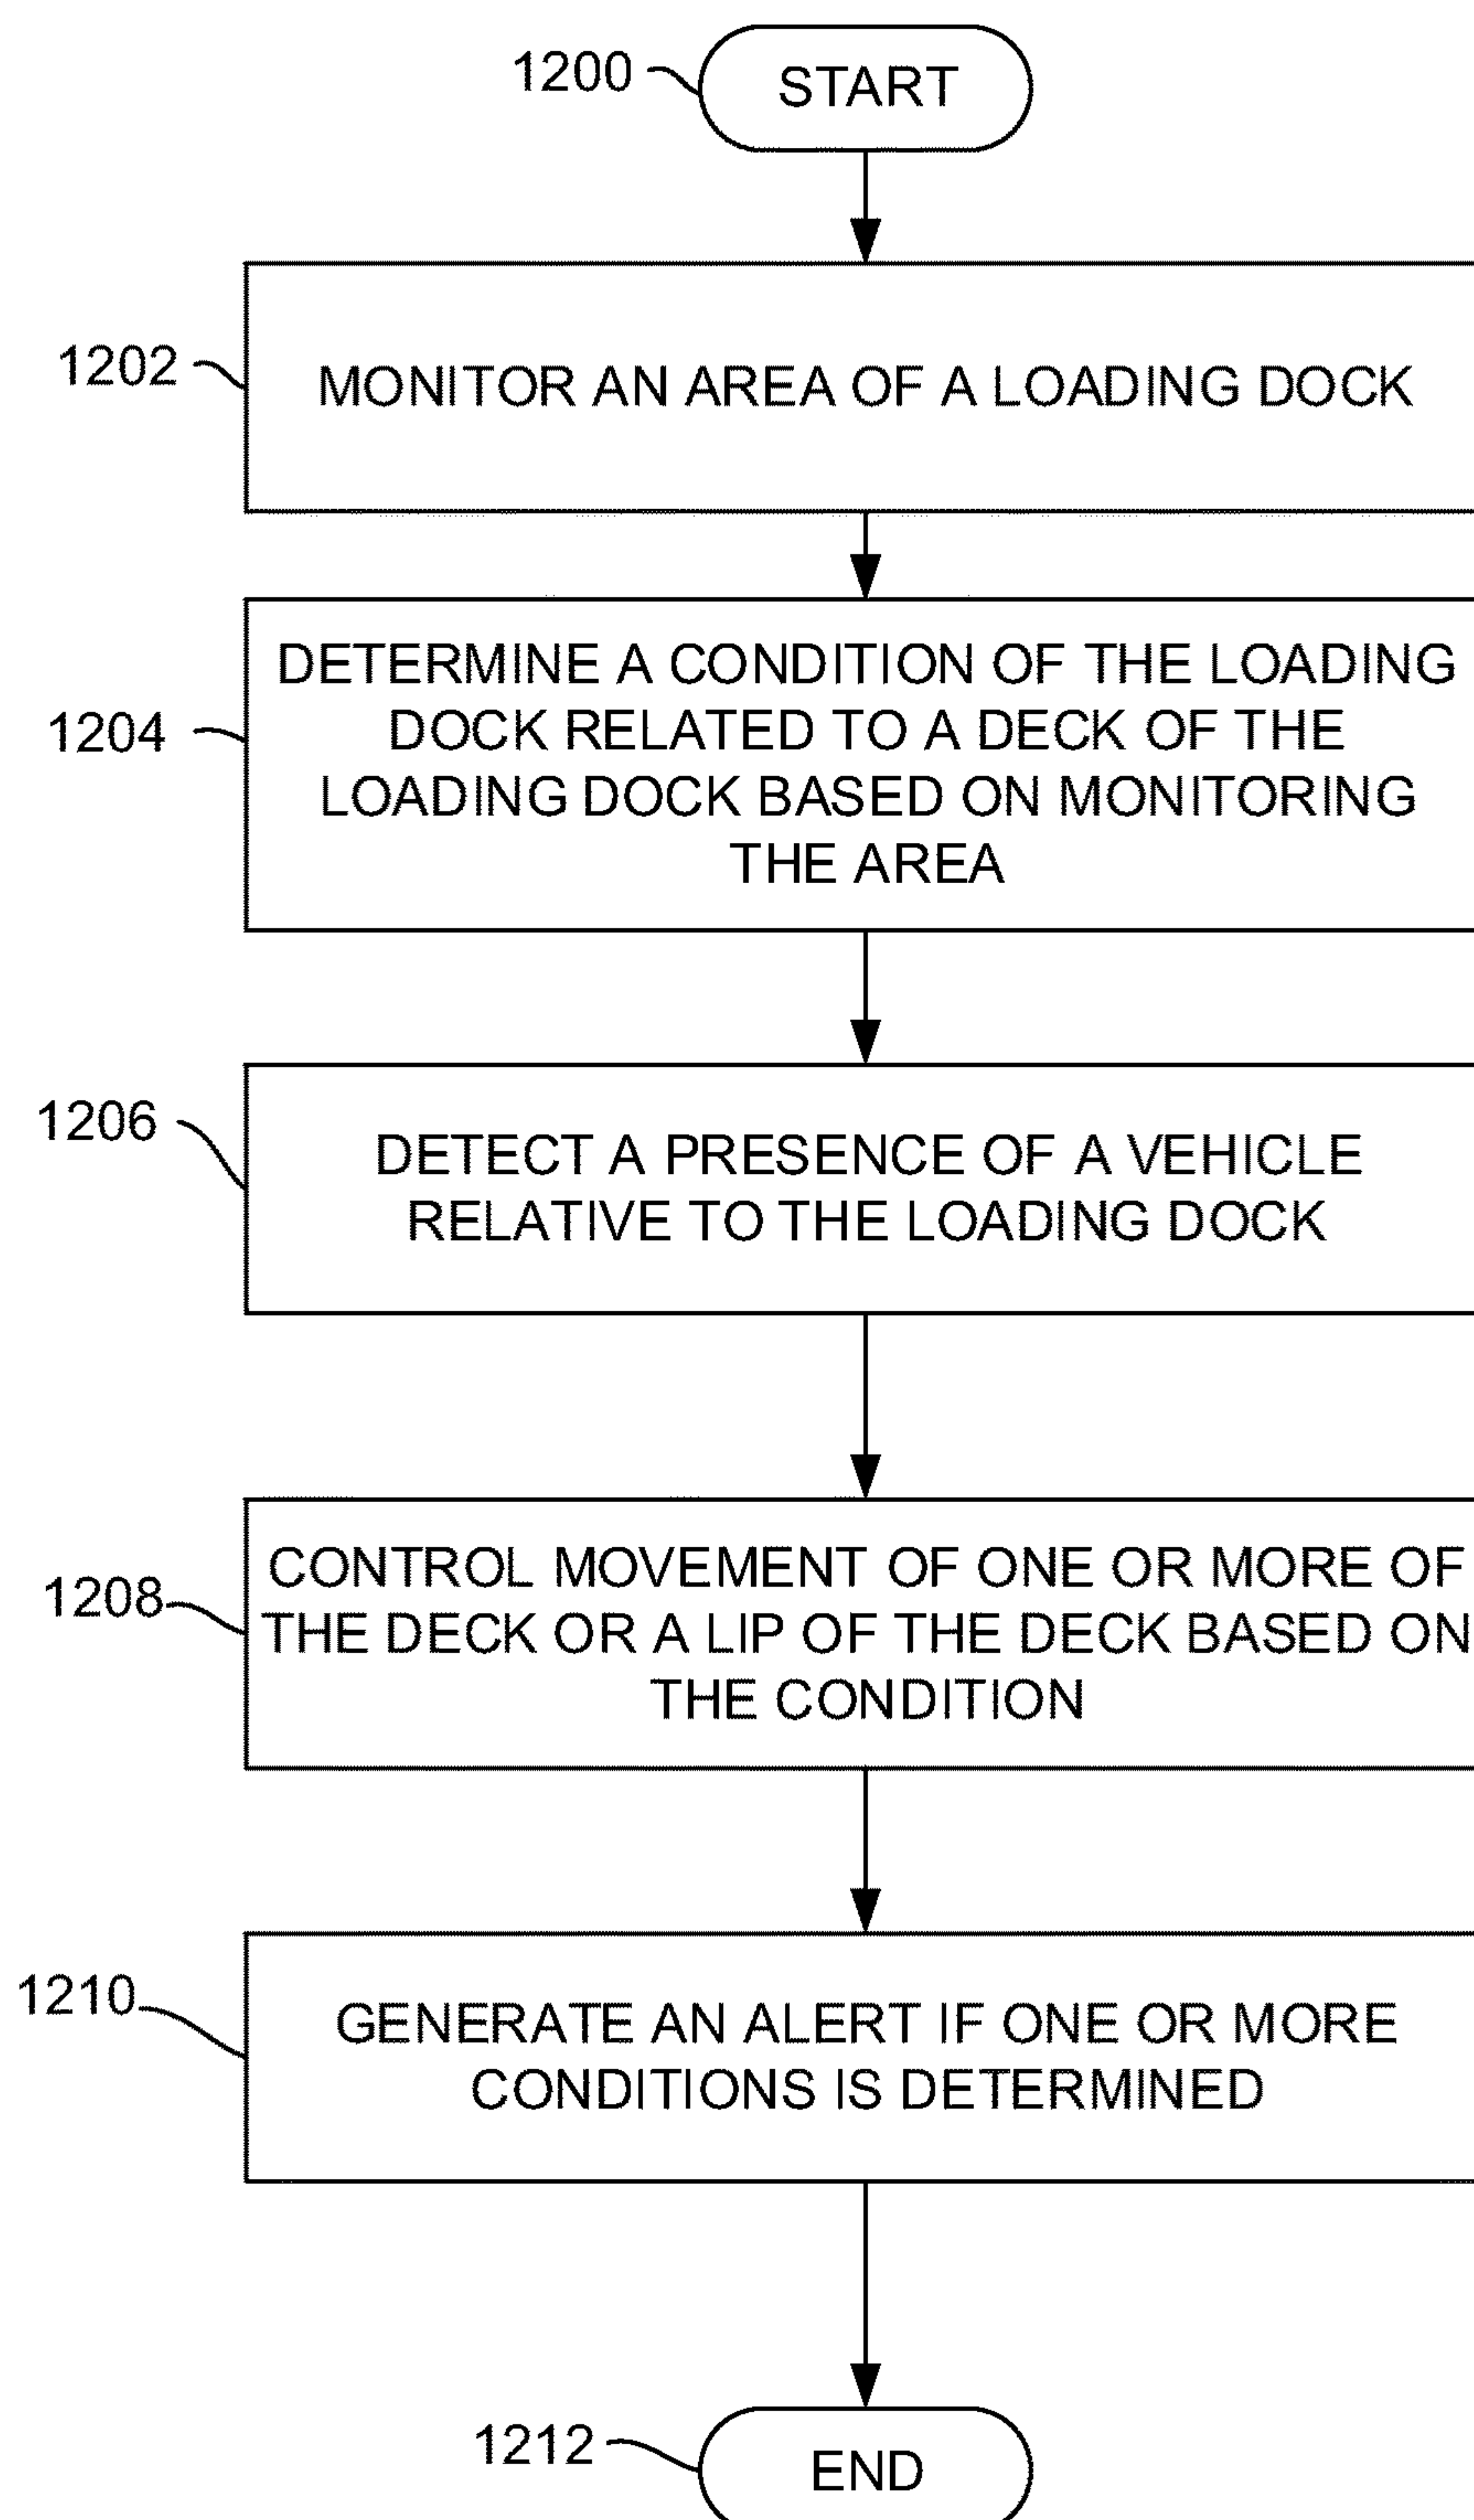 1200
START
1202
MONITOR AN AREA OF A LOADING DOCK
1204
DETERMINE A CONDITION OF THE LOADING
DOCK RELATED TO A DECK OF THE
LOADING DOCK BASED ON MONITORING
THE AREA
1206
DETECT A PRESENCE OF A VEHICLE
RELATIVE TO THE LOADING DOCK
1208
CONTROL MOVEMENT OF ONE OR MORE OF
THE DECK OR A LIP OF THE DECK BASED ON
THE CONDITION
1210
GENERATE AN ALERT IF ONE OR MORE
CONDITIONS IS DETERMINED
1212
END